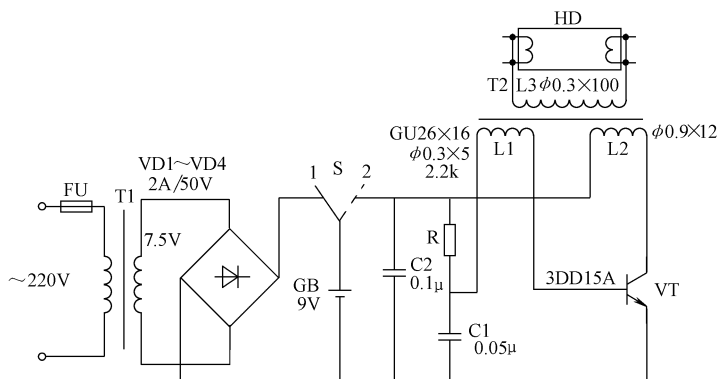 HD
T2 L3 ϕ0.3×100
GU26×16
ϕ0.3×5
2.2k
L1
L2
ϕ0.9×12
VD1～VD4
2A/50V
1 S 2
FU
T1
7.5V
～220V
GB
9V
R
C2
0.1μ
C1
0.05μ
3DD15A
VT